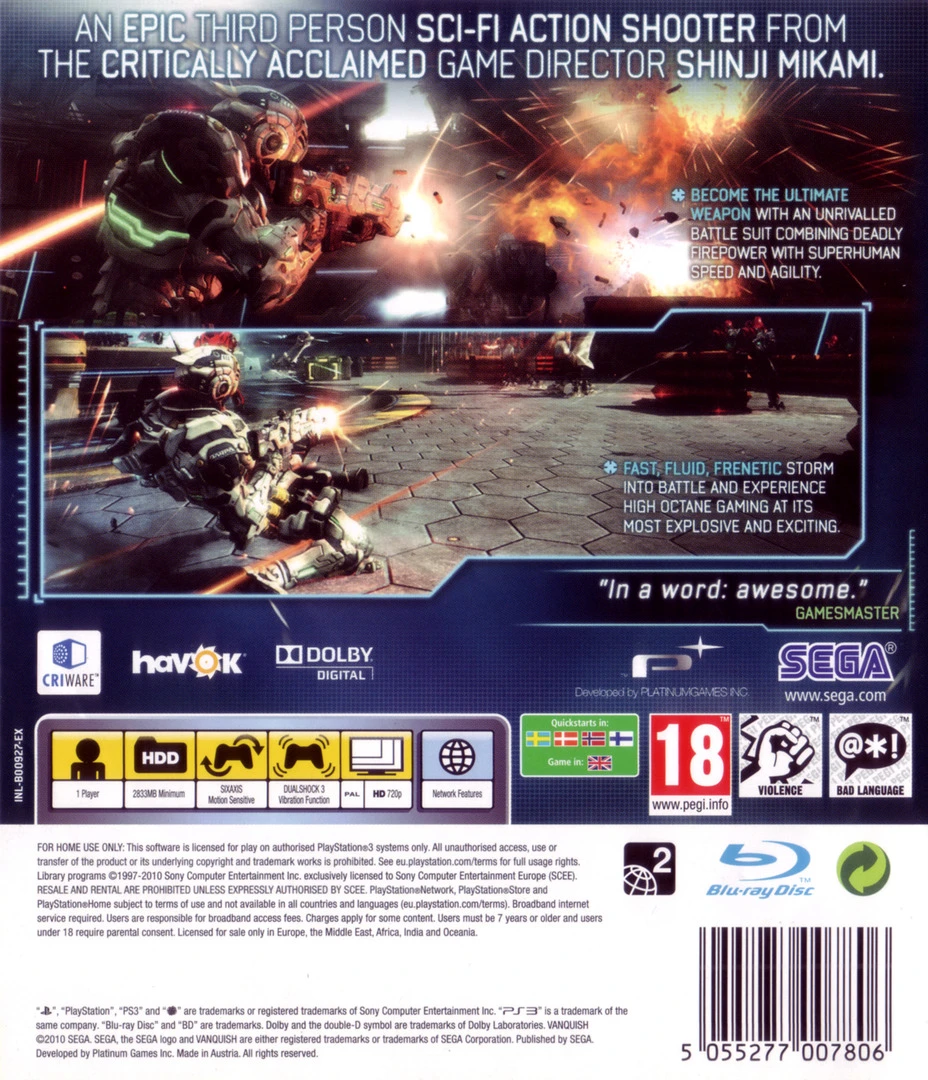 AN EPIC THIRD PERSON SCI-FI ACTION SHOOTER FROM
THE CRITICALLY ACCLAIMED GAME DIRECTOR SHINJI MIKAMI.
BECOME THE ULTIMATE
WEAPON WITH AN UNRIVALLED
BATTLE SUIT COMBINING DEADLY
FIREPOWER WITH SUPERHUMAN
SPEED AND AGILITY.
FAST, FLUID, FRENETIC STORM
INTO BATTLE AND EXPERIENCE
HIGH OCTANE GAMING AT ITS
MOST EXPLOSIVE AND EXCITING.
"In a word: awesome."
GAMESMASTER
CRIWARE™
havok
DOLBY
DIGITAL
Developed by PLATINUMGAMES INC.
SEGA®
www.sega.com
INL-B00927-EX
1 Player
HDD
2833MB Minimum
SIXAXIS
Motion Sensitive
DUALSHOCK 3
Vibration Function
PAL HD 720p
Network Features
Quickstarts in:
Game in:
18
www.pegi.info
VIOLENCE
@*!
BAD LANGUAGE
FOR HOME USE ONLY: This software is licensed for play on authorised PlayStation®3 systems only. All unauthorised access, use or
transfer of the product or its underlying copyright and trademark works is prohibited. See eu.playstation.com/terms for full usage rights.
Library programs ©1997-2010 Sony Computer Entertainment Inc. exclusively licensed to Sony Computer Entertainment Europe (SCEE).
RESALE AND RENTAL ARE PROHIBITED UNLESS EXPRESSLY AUTHORISED BY SCEE. PlayStation®Network, PlayStation®Store and
PlayStation®Home subject to terms of use and not available in all countries and languages (eu.playstation.com/terms). Broadband internet
service required. Users are responsible for broadband access fees. Charges apply for some content. Users must be 7 years or older and users
under 18 require parental consent. Licensed for sale only in Europe, the Middle East, Africa, India and Oceania.
2
Blu-ray Disc™
"", "PlayStation", "PS3" and "" are trademarks or registered trademarks of Sony Computer Entertainment Inc. "PS3" is a trademark of the
same company. "Blu-ray Disc" and "BD" are trademarks. Dolby and the double-D symbol are trademarks of Dolby Laboratories. VANQUISH
©2010 SEGA. SEGA, the SEGA logo and VANQUISH are either registered trademarks or trademarks of SEGA Corporation. Published by SEGA.
Developed by Platinum Games Inc. Made in Austria. All rights reserved.
5 055277 007806